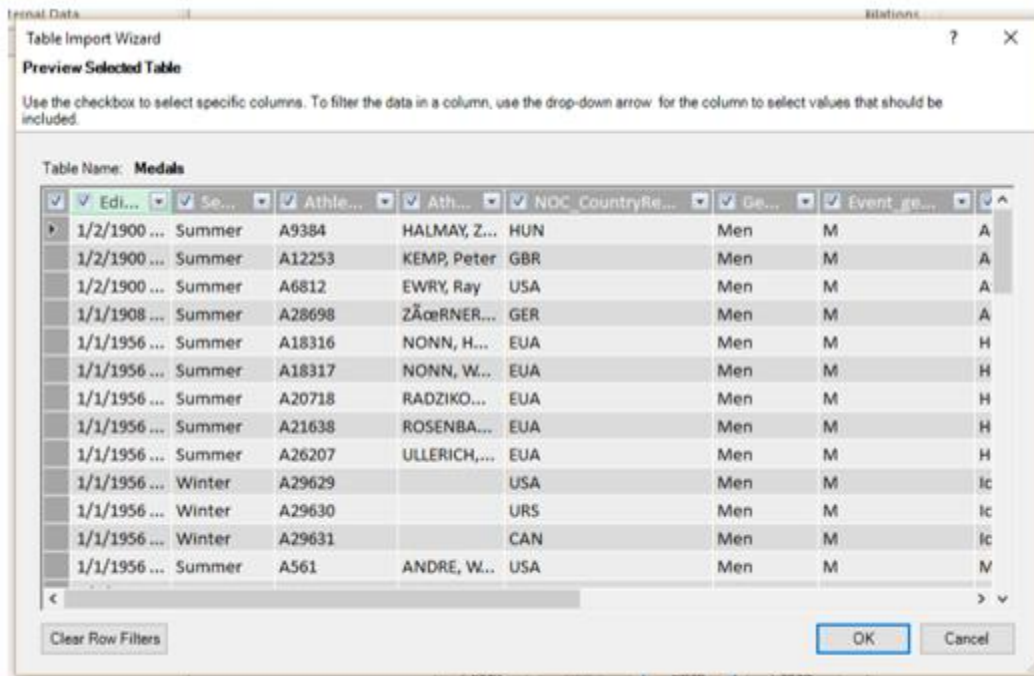 ternal Data
Relations
Table Import Wizard ? ×
Preview Selected Table
Use the checkbox to select specific columns. To filter the data in a column, use the drop-down arrow for the column to select values that should be
included.
Table Name: Medals
Edi... Se... Athle... Ath... NOC_CountryRe... Ge... Event_ge...
1/2/1900 ... Summer A9384 HALMAY, Z... HUN Men M A
1/2/1900 ... Summer A12253 KEMP, Peter GBR Men M A
1/2/1900 ... Summer A6812 EWRY, Ray USA Men M A
1/1/1908 ... Summer A28698 ZÃœRNER... GER Men M A
1/1/1956 ... Summer A18316 NONN, H... EUA Men M H
1/1/1956 ... Summer A18317 NONN, W... EUA Men M H
1/1/1956 ... Summer A20718 RADZIKO... EUA Men M H
1/1/1956 ... Summer A21638 ROSENBA... EUA Men M H
1/1/1956 ... Summer A26207 ULLERICH,... EUA Men M H
1/1/1956 ... Winter A29629 USA Men M Ic
1/1/1956 ... Winter A29630 URS Men M Ic
1/1/1956 ... Winter A29631 CAN Men M Ic
1/1/1956 ... Summer A561 ANDRE, W... USA Men M M
Clear Row Filters OK Cancel